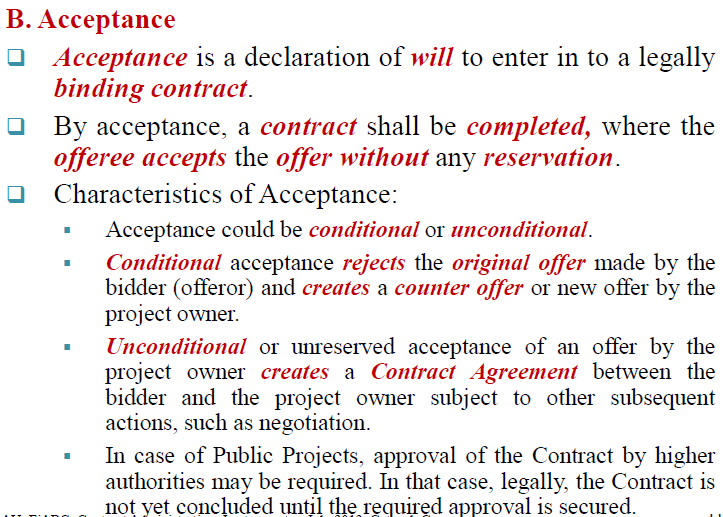 B. Acceptance
Acceptance is a declaration of will to enter in to a legally
binding contract.
By acceptance, a contract shall be completed, where the
offeree accepts the offer without any reservation.
Characteristics of Acceptance:
Acceptance could be conditional or unconditional.
Conditional acceptance rejects the original offer made by the
bidder (offeror) and creates a counter offer or new offer by the
project owner.
Unconditional or unreserved acceptance of an offer by the
project owner creates a Contract Agreement between the
bidder and the project owner subject to other subsequent
actions, such as negotiation.
In case of Public Projects, approval of the Contract by higher
authorities may be required. In that case, legally, the Contract is
not yet concluded until the required approval is secured.